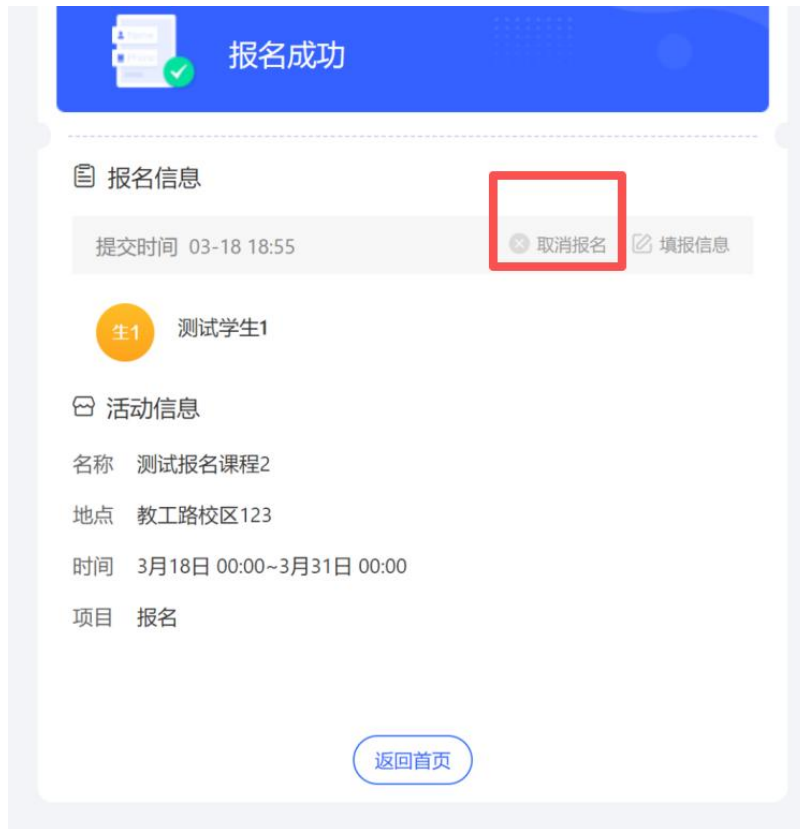 报名成功
报名信息
提交时间 03-18 18:55 取消报名 填报信息
生1 测试学生1
活动信息
名称 测试报名课程2
地点 教工路校区123
时间 3月18日 00:00~3月31日 00:00
项目 报名
返回首页